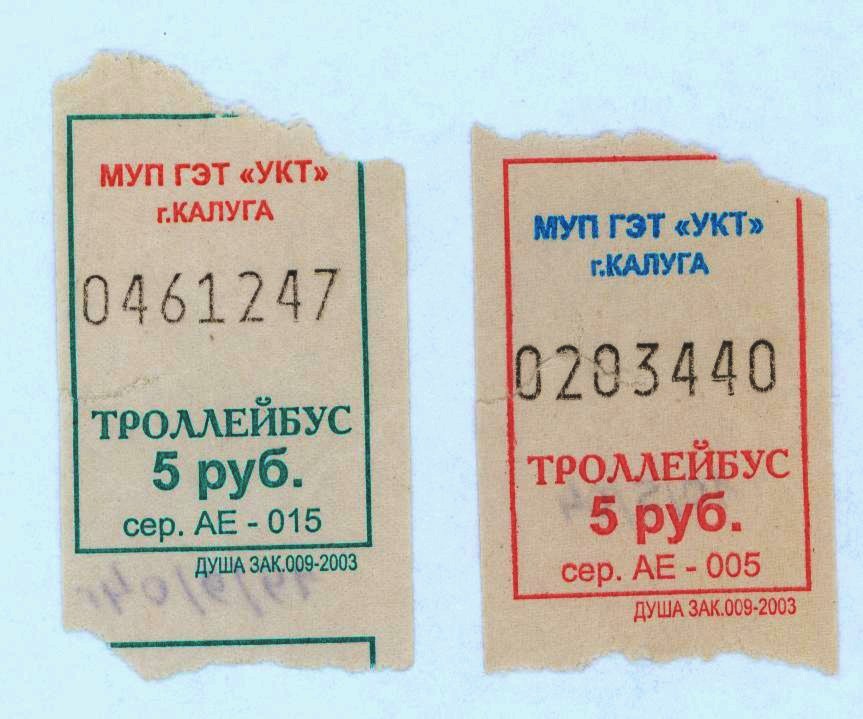 МУП ГЭТ «УКТ»
г.КАЛУГА
0461247
ТРОЛЛЕЙБУС
5 руб.
сер. АЕ - 015
ДУША ЗАК.009-2003
МУП ГЭТ «УКТ»
г.КАЛУГА
0203440
ТРОЛЛЕЙБУС
5 руб.
сер. АЕ - 005
ДУША ЗАК.009-2003